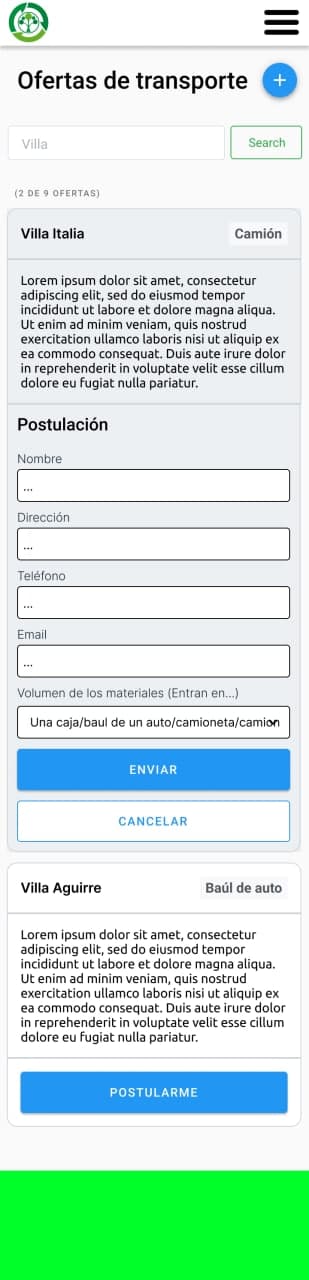 Ofertas de transporte
+
Villa
Search
(2 DE 9 OFERTAS)
Villa Italia
Camión
Lorem ipsum dolor sit amet, consectetur
adipiscing elit, sed do eiusmod tempor
incididunt ut labore et dolore magna aliqua.
Ut enim ad minim veniam, quis nostrud
exercitation ullamco laboris nisi ut aliquip ex
ea commodo consequat. Duis aute irure dolor
in reprehenderit in voluptate velit esse cillum
dolore eu fugiat nulla pariatur.
Postulación
Nombre
...
Dirección
...
Teléfono
...
Email
...
Volumen de los materiales (Entran en...)
Una caja/baul de un auto/camioneta/camion
ENVIAR
CANCELAR
Villa Aguirre
Baúl de auto
Lorem ipsum dolor sit amet, consectetur
adipiscing elit, sed do eiusmod tempor
incididunt ut labore et dolore magna aliqua.
Ut enim ad minim veniam, quis nostrud
exercitation ullamco laboris nisi ut aliquip ex
ea commodo consequat. Duis aute irure dolor
in reprehenderit in voluptate velit esse cillum
dolore eu fugiat nulla pariatur.
POSTULARME